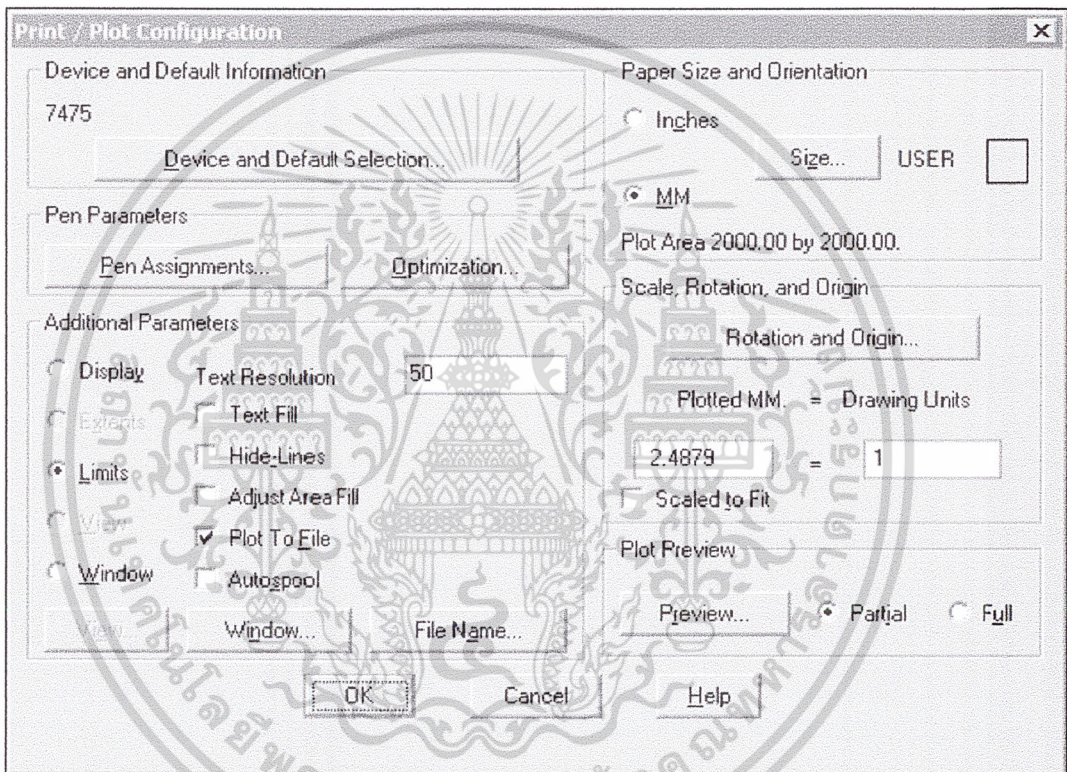 Print / Plot Configuration
Device and Default Information
7475
Device and Default Selection...
Pen Parameters
Pen Assignments...
Optimization...
Additional Parameters
Display
Extents
Limits
View
Window
Text Resolution
50
Text Fill
Hide-Lines
Adjust Area Fill
Plot To File
Autospool
View...
Window...
File Name...
Paper Size and Orientation
Inches
Size...
USER
MM
Plot Area 2000.00 by 2000.00.
Scale, Rotation, and Origin
Rotation and Origin...
Plotted MM. = Drawing Units
2.4879 = 1
Scaled to Fit
Plot Preview
Preview...
Partial
Full
OK
Cancel
Help